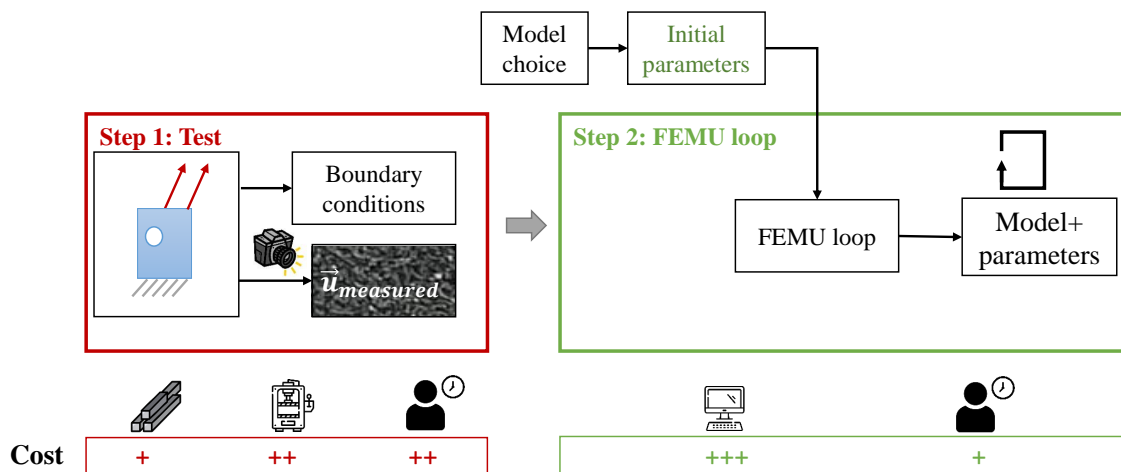 Model
choice
Initial
parameters
Step 1: Test
Boundary
conditions
u⃗measured
Step 2: FEMU loop
FEMU loop
Model+
parameters
Cost
+ ++ ++
+++ +